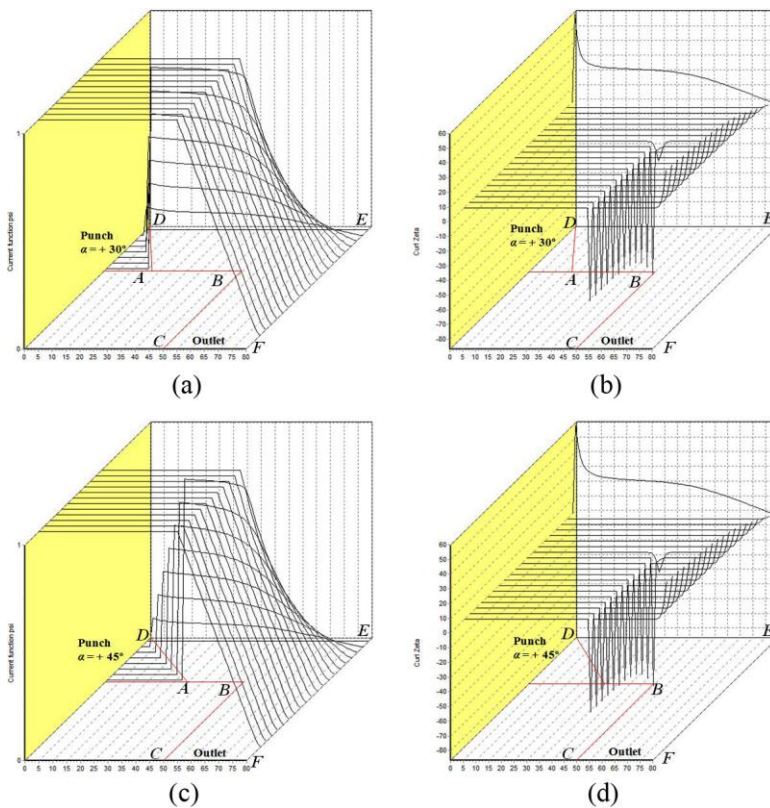 Current function psi
1
0
Punch
α = + 30°
D
A
B
C
E
F
Outlet
0 5 10 15 20 25 30 35 40 45 50 55 60 65 70 75 80
(a)
Curl Zeta
60
50
40
30
20
10
0
-10
-20
-30
-40
-50
-60
-70
-80
Punch
α = + 30°
D
A
B
C
E
Outlet
F
0 5 10 15 20 25 30 35 40 45 50 55 60 65 70 75 80
(b)
Current function psi
1
0
Punch
α = + 45°
D
A
B
C
E
F
Outlet
0 5 10 15 20 25 30 35 40 45 50 55 60 65 70 75 80
(c)
Curl Zeta
60
50
40
30
20
10
0
-10
-20
-30
-40
-50
-60
-70
-80
Punch
α = + 45°
D
B
C
E
Outlet
F
0 5 10 15 20 25 30 35 40 45 50 55 60 65 70 75 80
(d)